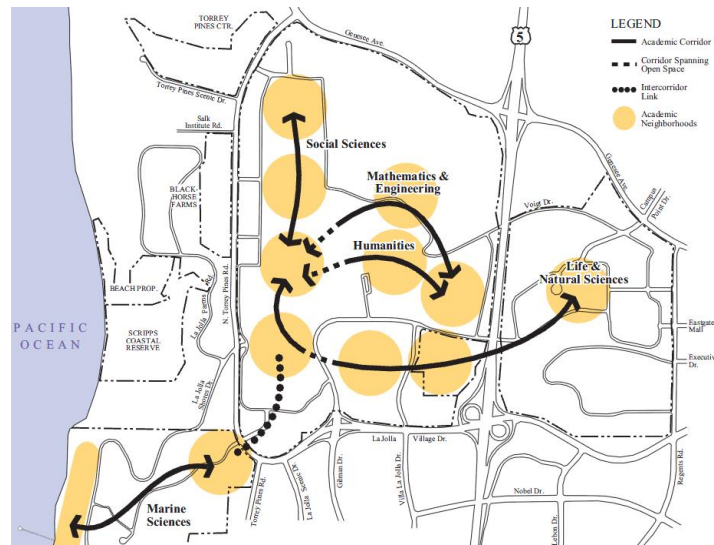 TORREY
PINES CTR.
Genesee Ave.
5
LEGEND
Academic Corridor
Corridor Spanning
Open Space
Intercorridor
Link
Academic
Neighborhoods
Torrey Pines Scenic Dr.
Salk
Institute Rd.
Social Sciences
Mathematics &
Engineering
Genesee Ave.
Campus
Point Dr.
BLACK
HORSE
FARMS
Voigt Dr.
Humanities
Life &
Natural Sciences
BEACH PROP.
La Jolla Farms Rd
N. Torrey Pines Rd.
PACIFIC
OCEAN
SCRIPPS
COASTAL
RESERVE
Eastgate
Mall
Executive
Dr.
La Jolla
Shores Dr.
La Jolla
Village Dr.
Marine
Sciences
Torrey Pines Rd.
La Jolla
Scenic Dr.
Gilman Dr.
Villa La Jolla Dr.
Nobel Dr.
Lebon Dr.
Regents Rd.